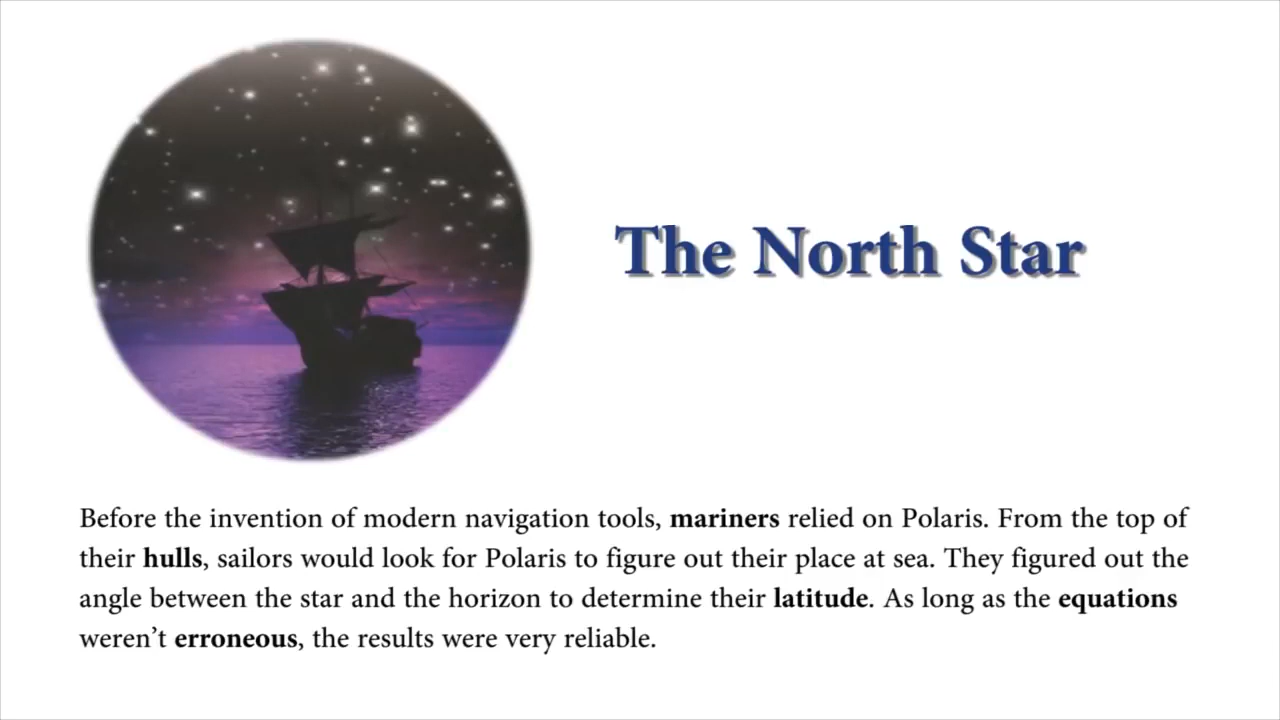 The North Star
Before the invention of modern navigation tools, mariners relied on Polaris. From the top of
their hulls, sailors would look for Polaris to figure out their place at sea. They figured out the
angle between the star and the horizon to determine their latitude. As long as the equations
weren’t erroneous, the results were very reliable.